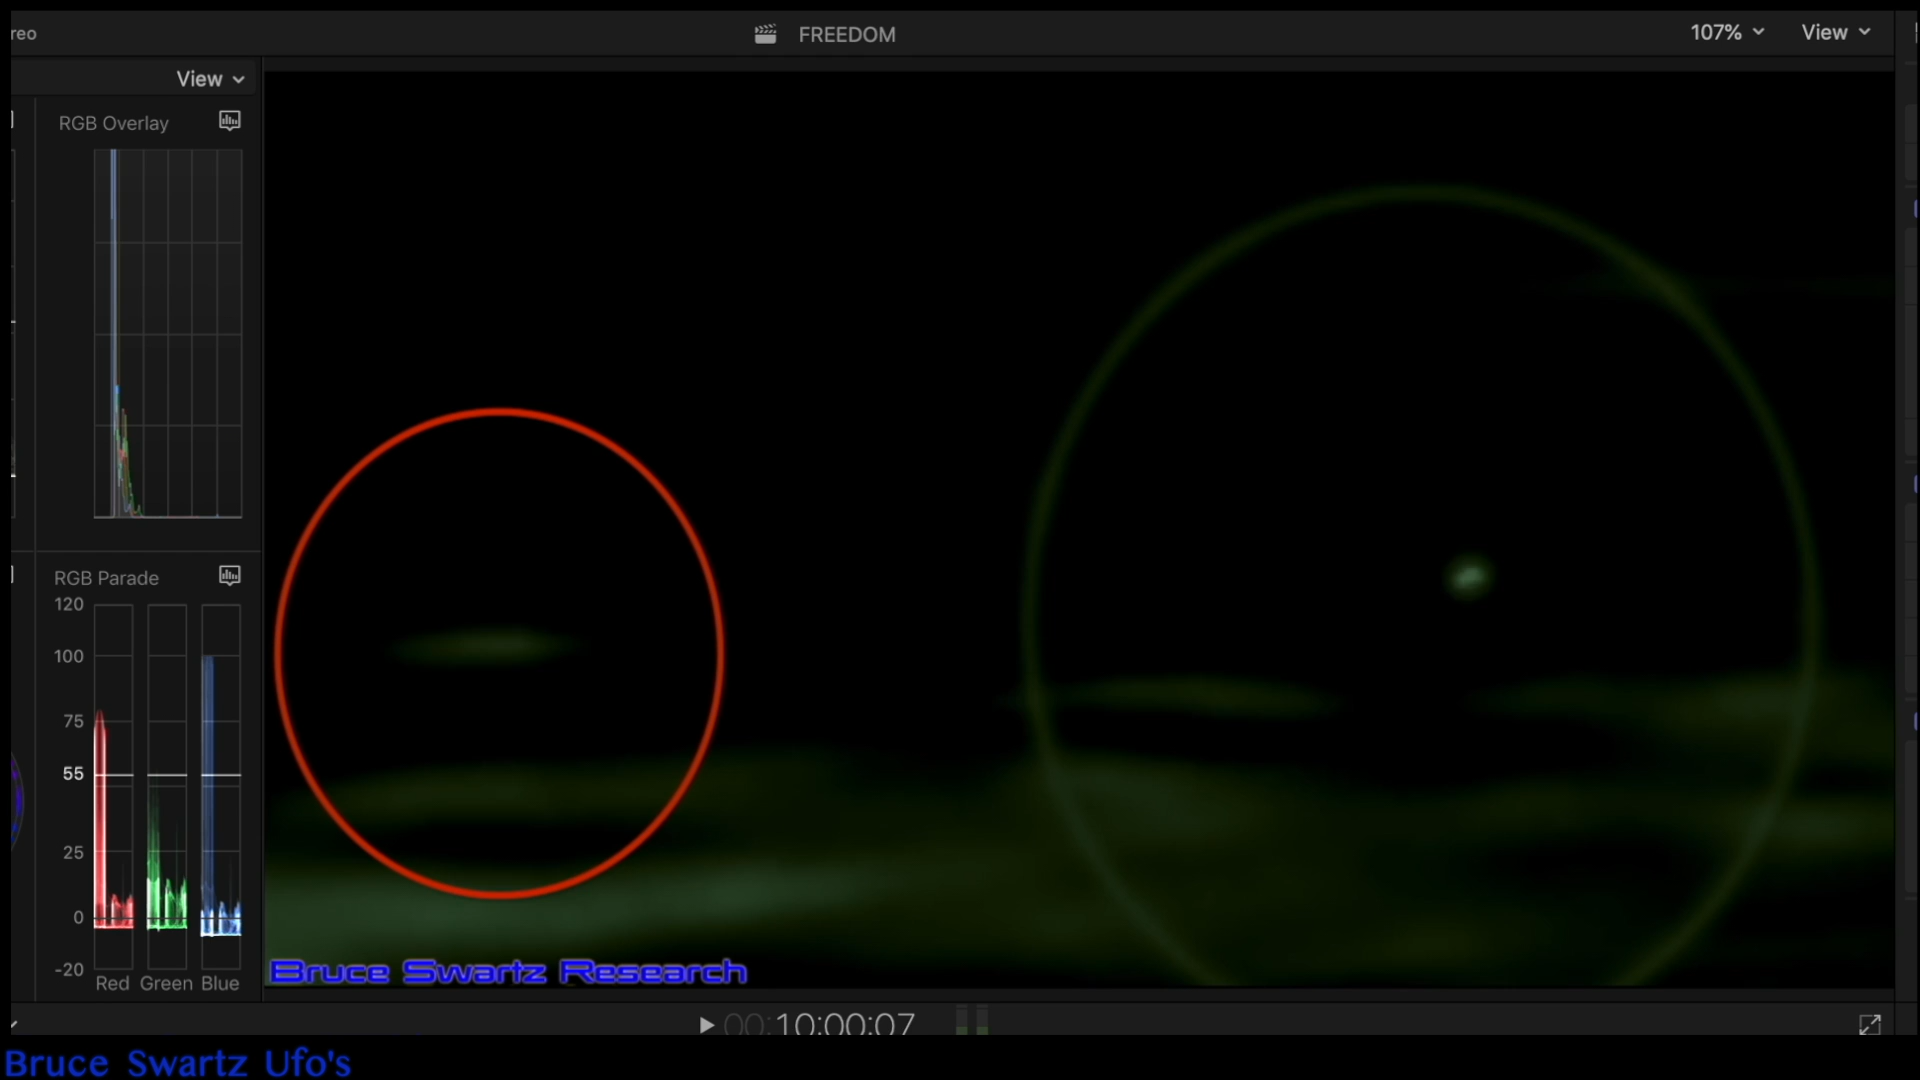 reo
FREEDOM
107%
View
View
RGB Overlay
RGB Parade
120
100
75
55
25
0
-20
Red Green Blue
Bruce Swartz Research
00:10:00:07
Bruce Swartz Ufo's